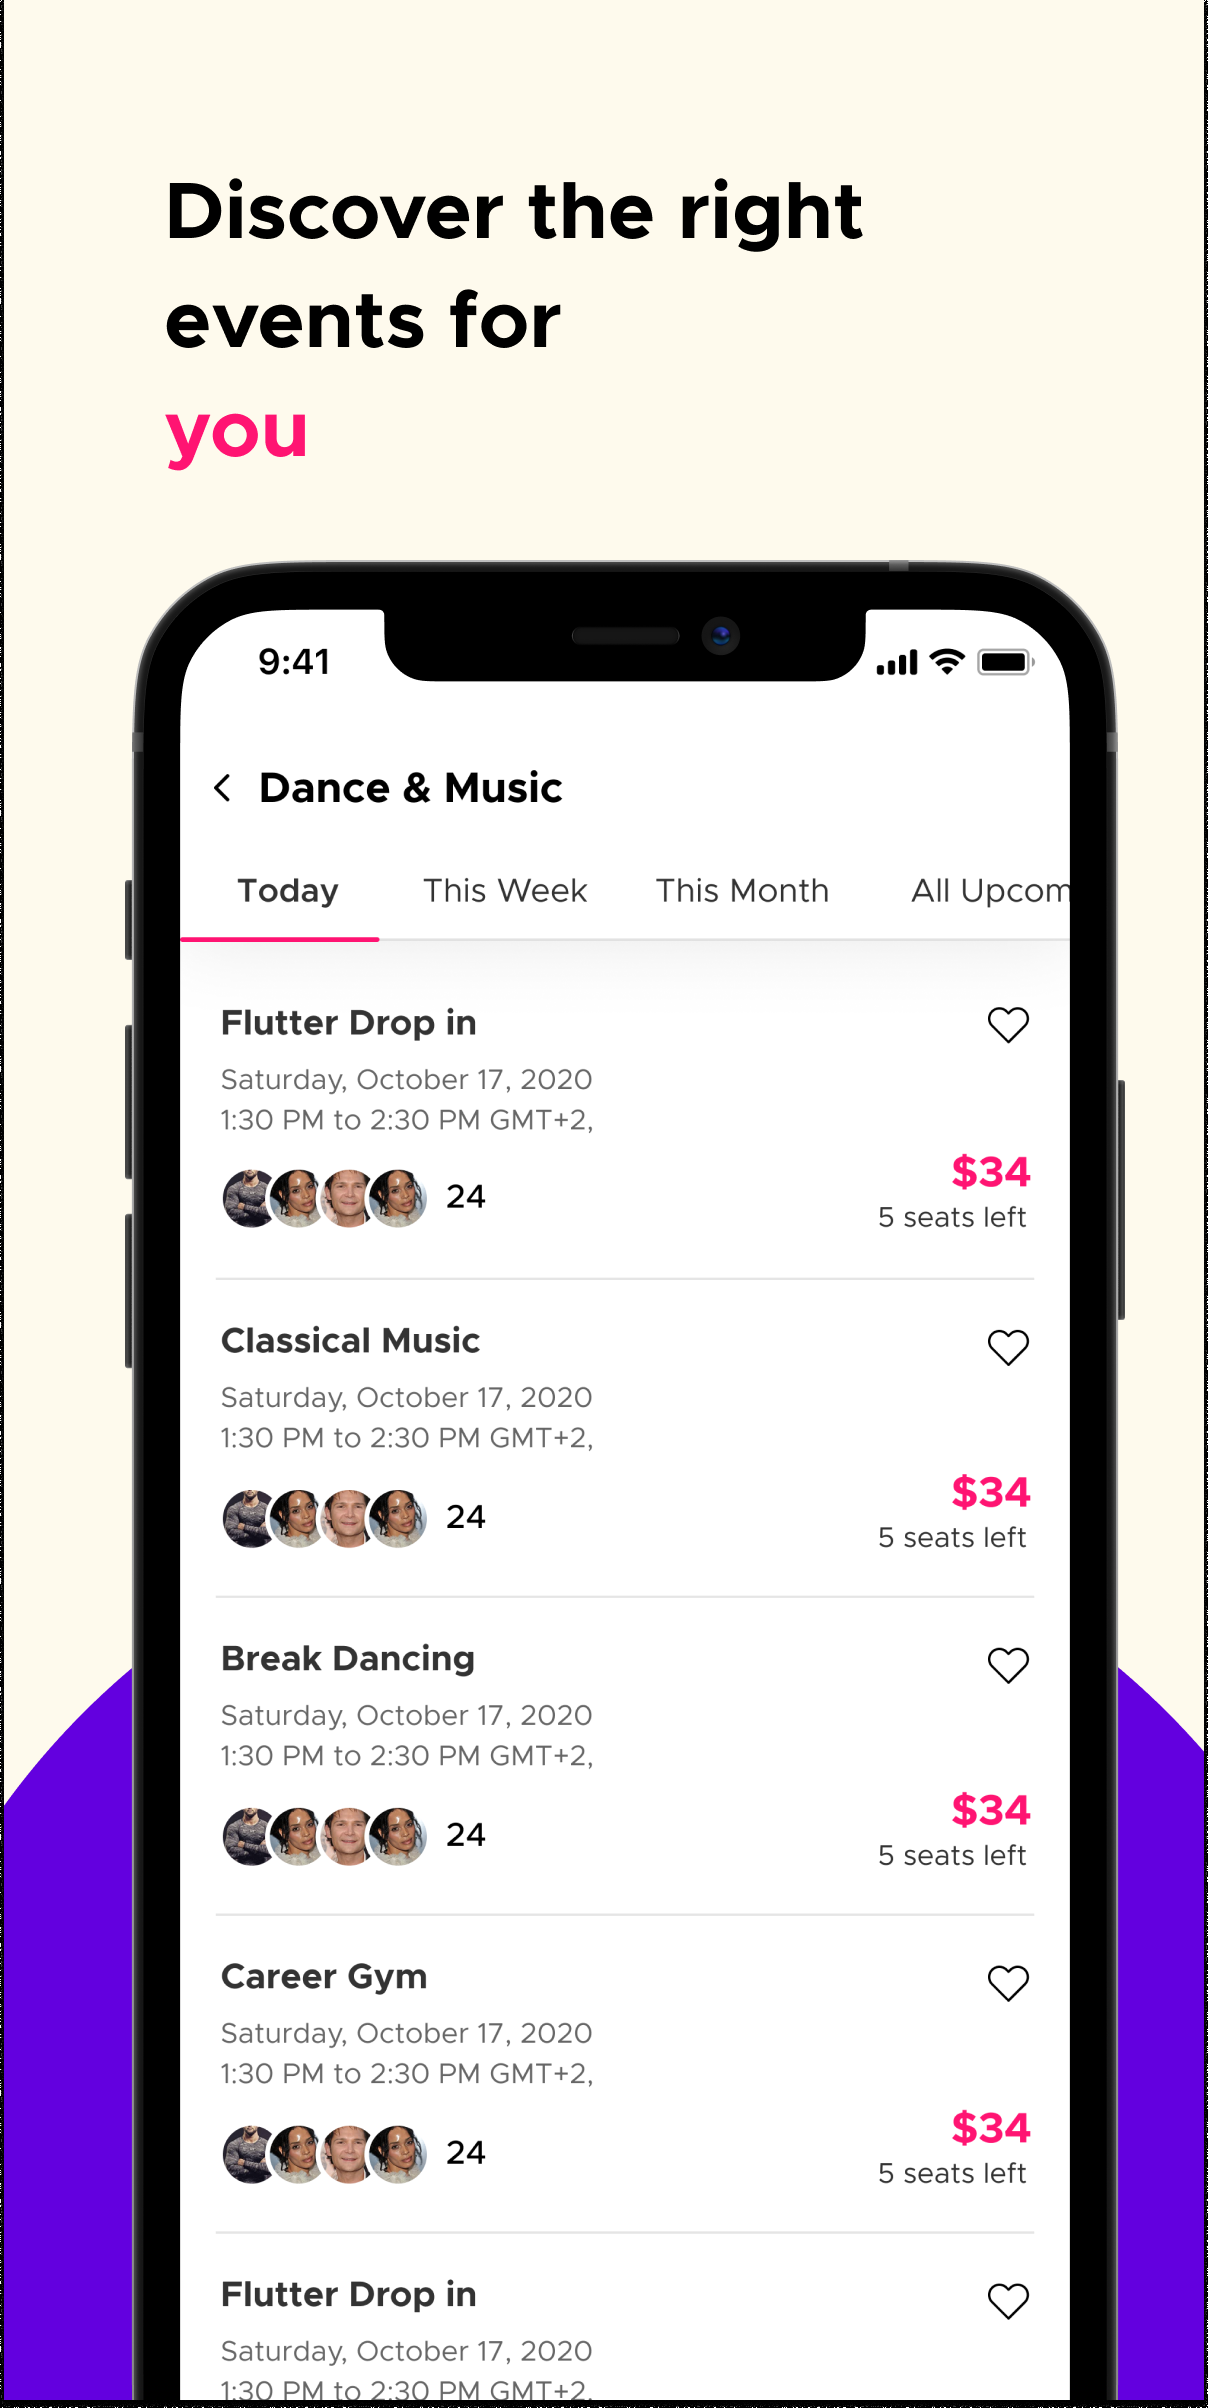 Discover the right
events for
you
9:41
Dance & Music
Today This Week This Month All Upcom
Flutter Drop in
Saturday, October 17, 2020
1:30 PM to 2:30 PM GMT+2,
24
$34
5 seats left
Classical Music
Saturday, October 17, 2020
1:30 PM to 2:30 PM GMT+2,
24
$34
5 seats left
Break Dancing
Saturday, October 17, 2020
1:30 PM to 2:30 PM GMT+2,
24
$34
5 seats left
Career Gym
Saturday, October 17, 2020
1:30 PM to 2:30 PM GMT+2,
24
$34
5 seats left
Flutter Drop in
Saturday, October 17, 2020
1:30 PM to 2:30 PM GMT+2,